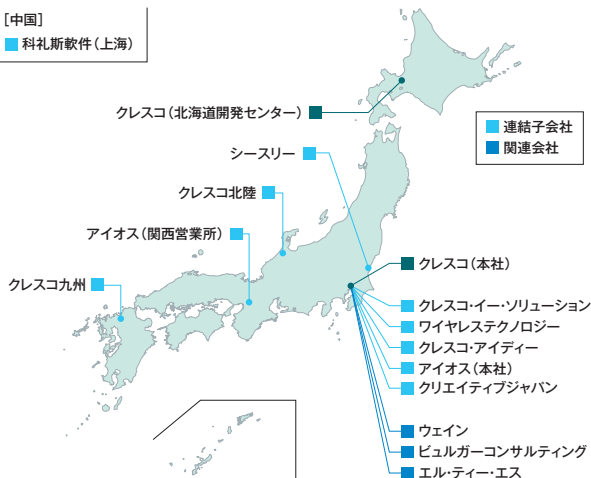 ［中国］
科礼斯軟件（上海）
クレスコ（北海道開発センター）
連結子会社
関連会社
シースリー
クレスコ北陸
アイオス（関西営業所）
クレスコ（本社）
クレスコ九州
クレスコ・イー・ソリューション
ワイヤレステクノロジー
クレスコ・アイディー
アイオス（本社）
クリエイティブジャパン
ウェイン
ビュルガーコンサルティング
エル・ティー・エス